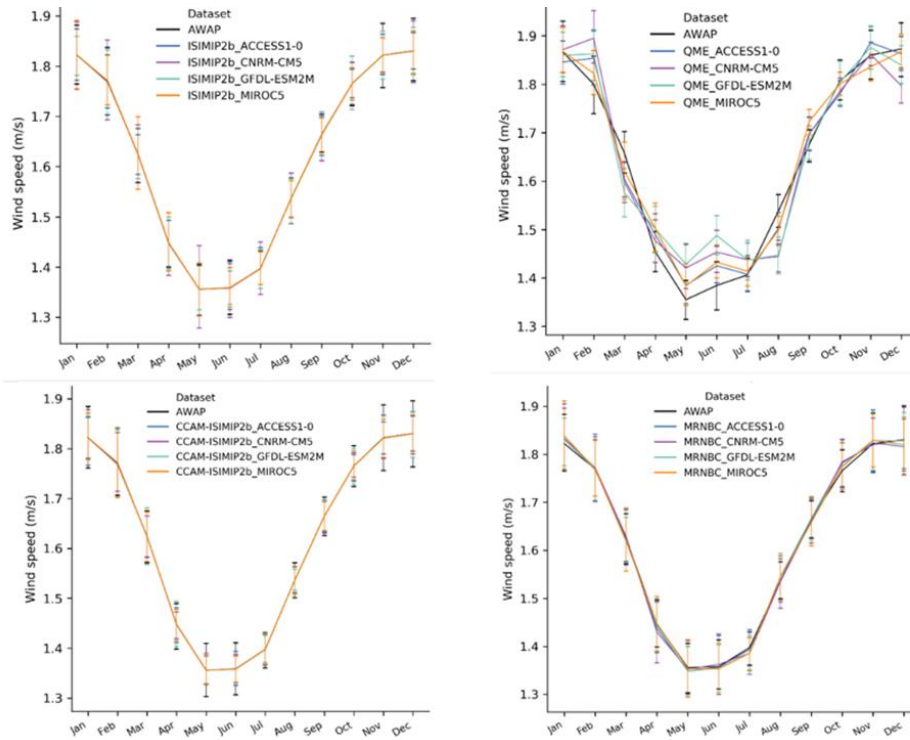 Dataset
AWAP
ISIMIP2b_ACCESS1-0
ISIMIP2b_CNRM-CM5
ISIMIP2b_GFDL-ESM2M
ISIMIP2b_MIROC5
Wind speed (m/s)
1.9
1.8
1.7
1.6
1.5
1.4
1.3
Jan Feb Mar Apr May Jun Jul Aug Sep Oct Nov Dec
Dataset
AWAP
QME_ACCESS1-0
QME_CNRM-CM5
QME_GFDL-ESM2M
QME_MIROC5
Wind speed (m/s)
1.9
1.8
1.7
1.6
1.5
1.4
1.3
Jan Feb Mar Apr May Jun Jul Aug Sep Oct Nov Dec
Dataset
AWAP
CCAM-ISIMIP2b_ACCESS1-0
CCAM-ISIMIP2b_CNRM-CM5
CCAM-ISIMIP2b_GFDL-ESM2M
CCAM-ISIMIP2b_MIROC5
Wind speed (m/s)
1.9
1.8
1.7
1.6
1.5
1.4
1.3
Jan Feb Mar Apr May Jun Jul Aug Sep Oct Nov Dec
Dataset
AWAP
MRNBC_ACCESS1-0
MRNBC_CNRM-CM5
MRNBC_GFDL-ESM2M
MRNBC_MIROC5
Wind speed (m/s)
1.9
1.8
1.7
1.6
1.5
1.4
1.3
Jan Feb Mar Apr May Jun Jul Aug Sep Oct Nov Dec